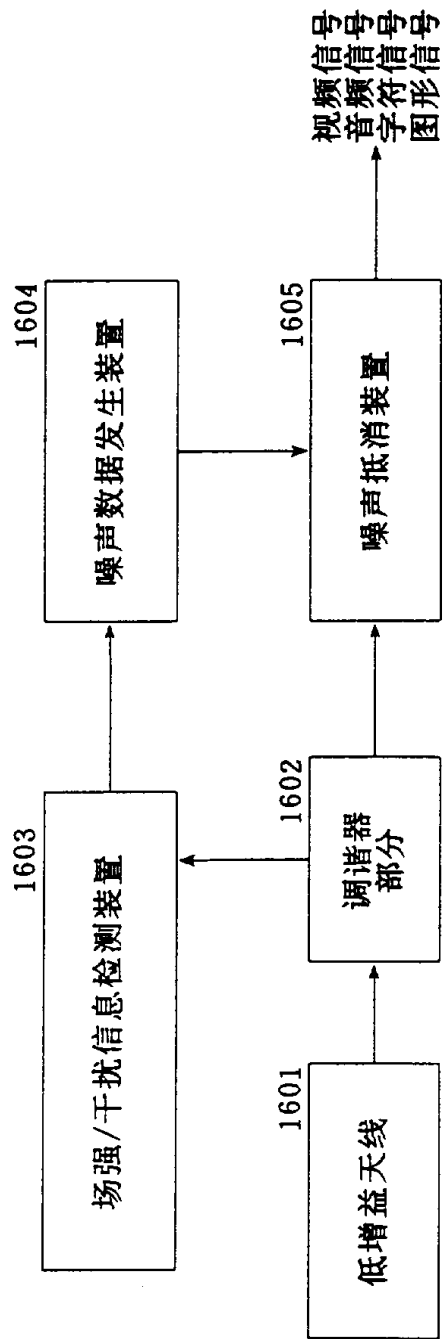 1603
场强/干扰信息检测装置
1604
噪声数据发生装置
1601
低增益天线
1602
调谐器
部分
1605
噪声抵消装置
视频信号
音频信号
字符信号
图形信号